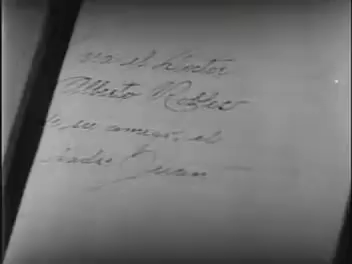 el Doctor
Alberto Robles
de su amigo, el
Padre Juan